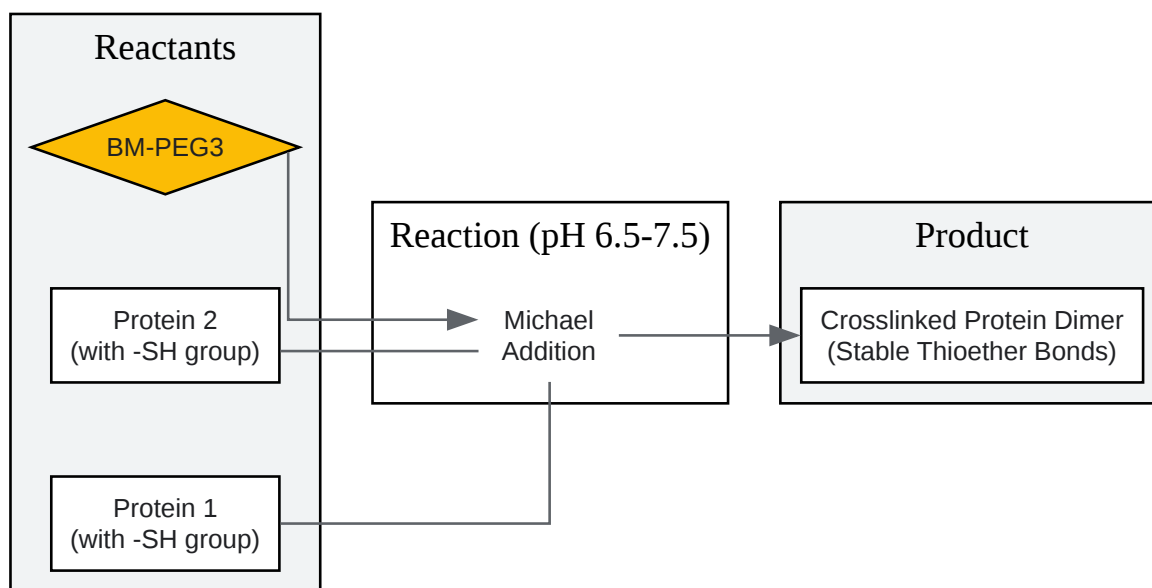 Reactants
BM-PEG3
Protein 2
(with -SH group)
Protein 1
(with -SH group)
Reaction (pH 6.5-7.5)
Michael
Addition
Product
Crosslinked Protein Dimer
(Stable Thioether Bonds)